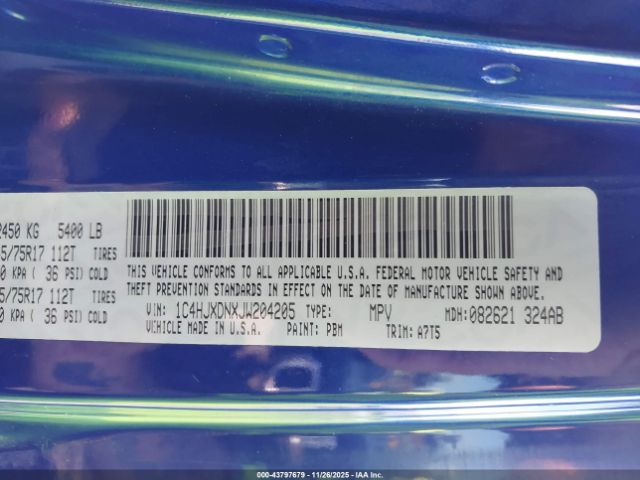 2450 KG 5400 LB
5/75R17 112T TIRES
0 KPA ( 36 PSI) COLD
5/75R17 112T TIRES
0 KPA ( 36 PSI) COLD
THIS VEHICLE CONFORMS TO ALL APPLICABLE U.S.A. FEDERAL MOTOR VEHICLE SAFETY AND
THEFT PREVENTION STANDARDS IN EFFECT ON THE DATE OF MANUFACTURE SHOWN ABOVE.
VIN: 1C4HJXDNXJW204205 TYPE: MPV MDH: 082621 324AB
VEHICLE MADE IN U.S.A. PAINT: PBM TRIM: A7T5
000-43797679 | 11/26/2025 | IAA Inc.